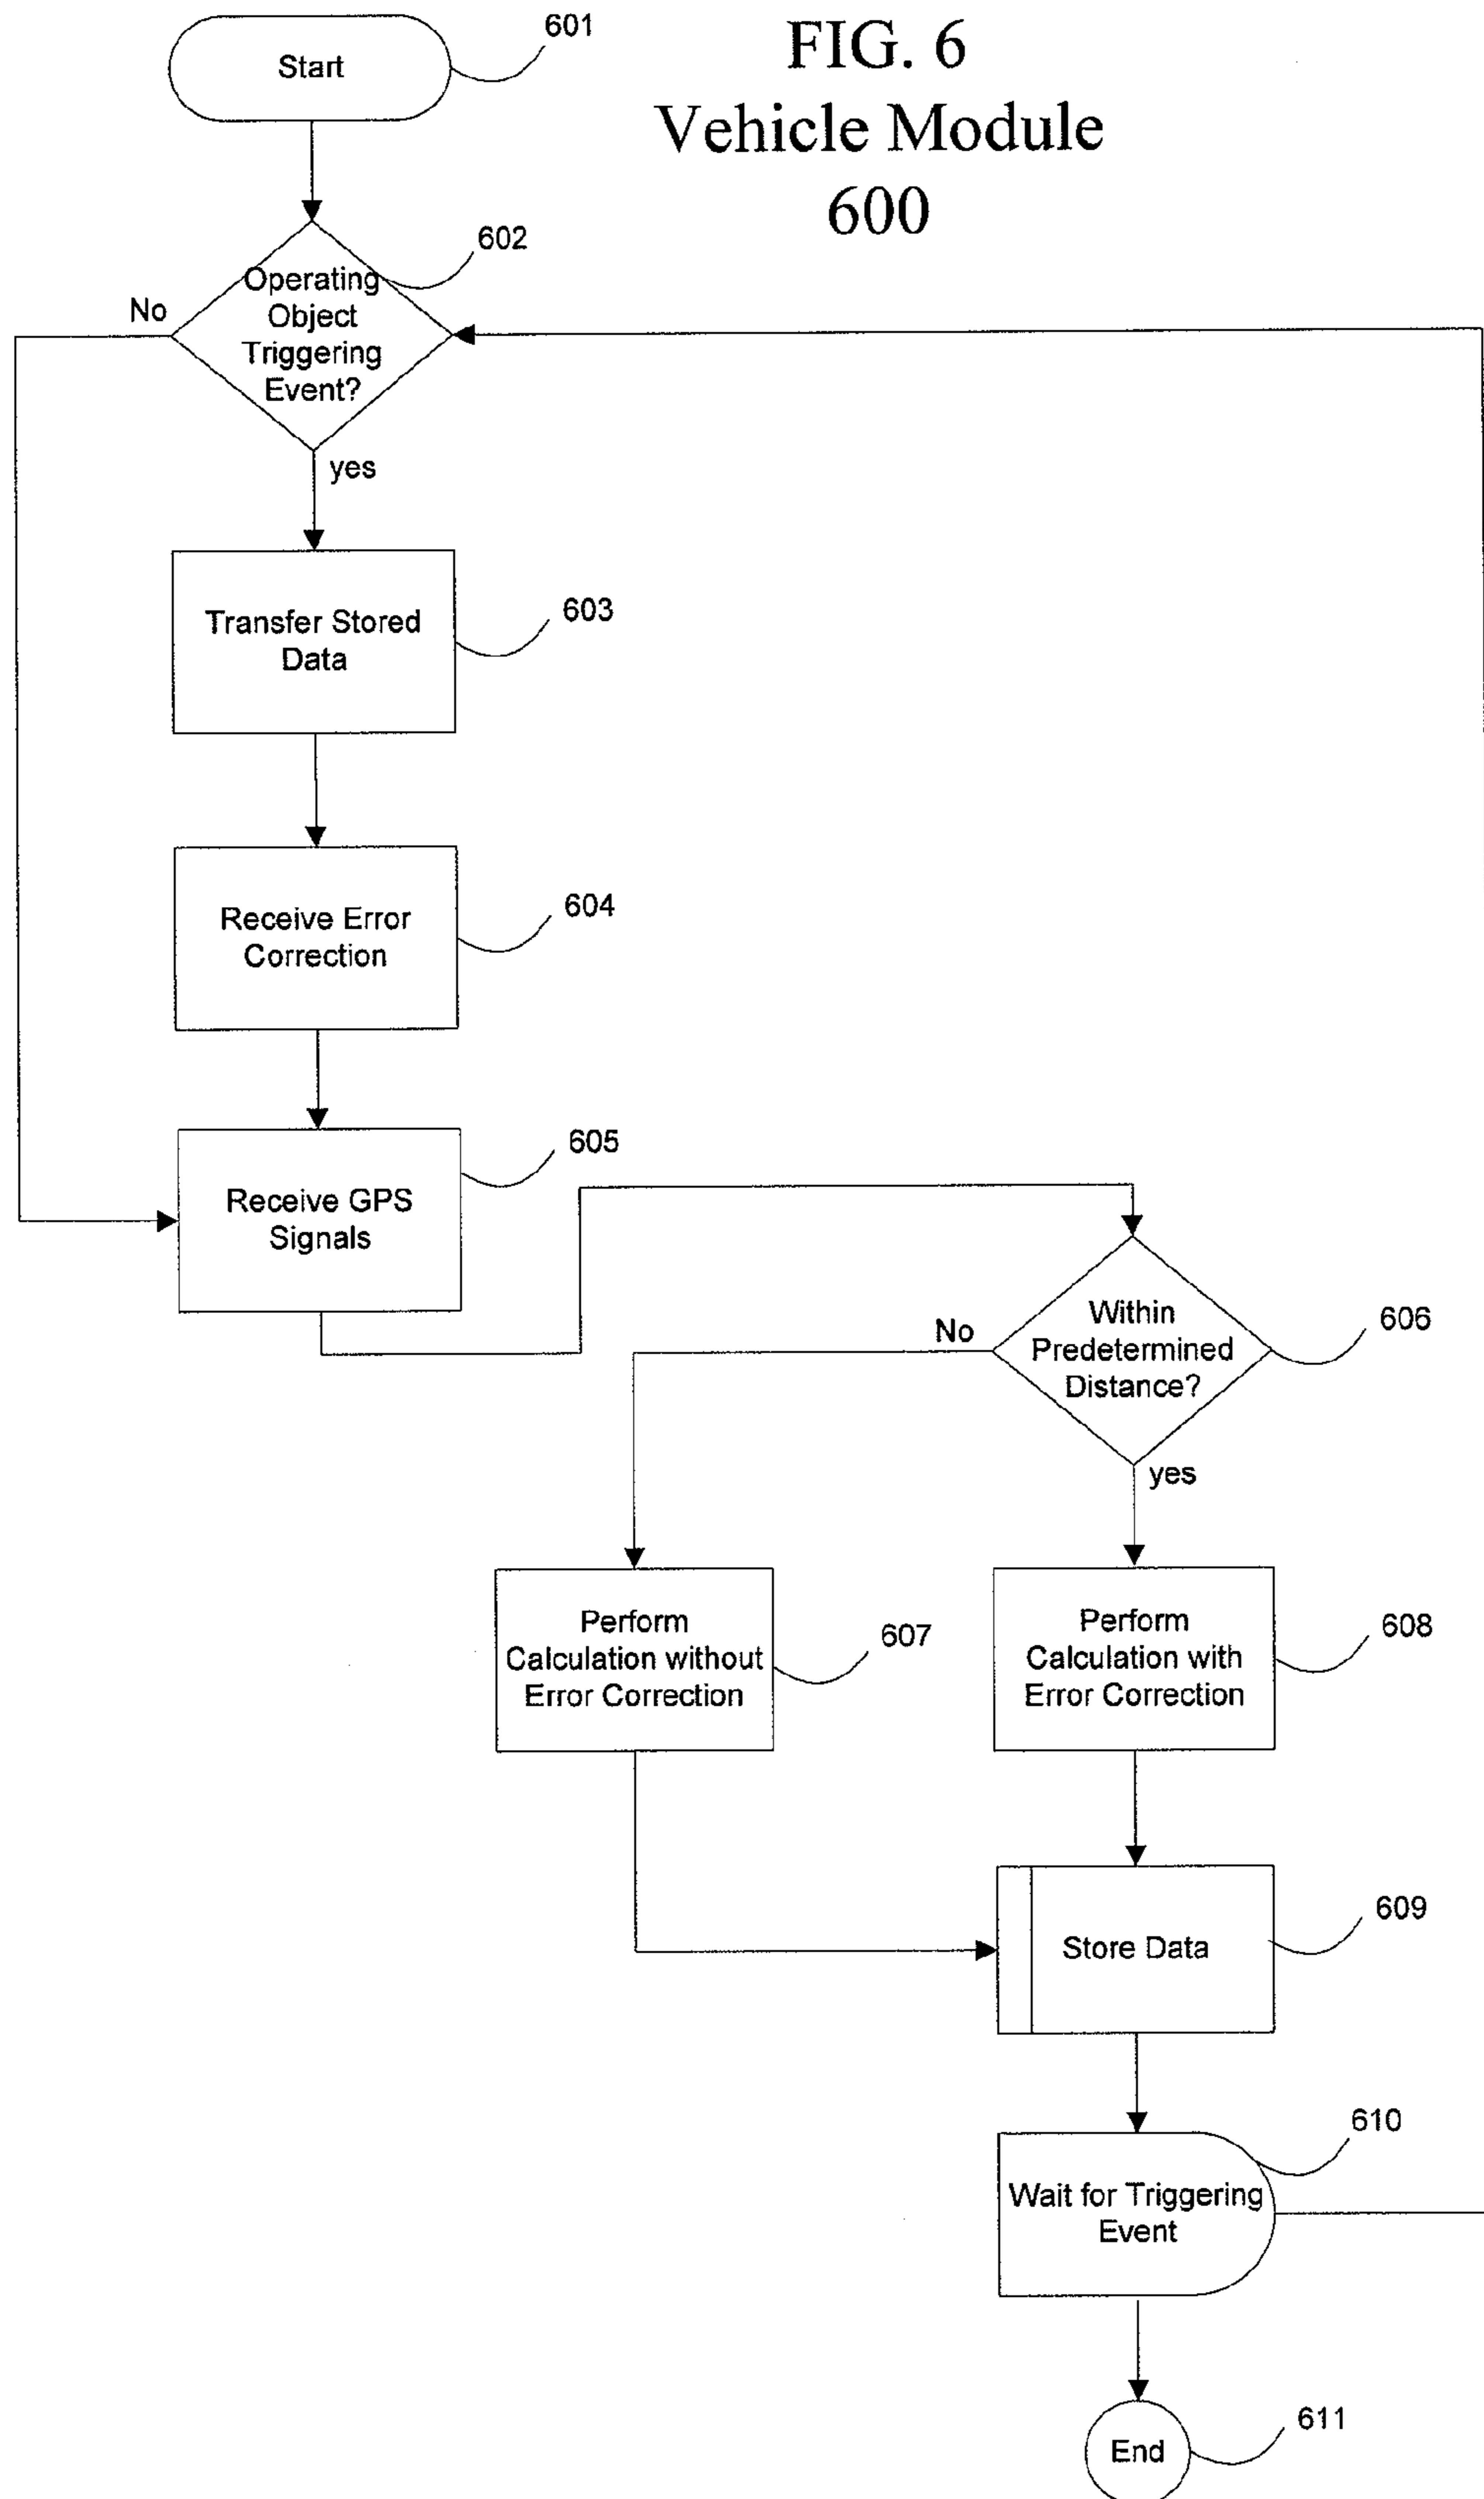 601
Start
FIG. 6
Vehicle Module
600
602
Operating
Object
Triggering
Event?
No
yes
Transfer Stored
Data
603
Receive Error
Correction
604
Receive GPS
Signals
605
Within
Predetermined
Distance?
606
No
yes
Perform
Calculation without
Error Correction
607
Perform
Calculation with
Error Correction
608
Store Data
609
Wait for Triggering
Event
610
End
611